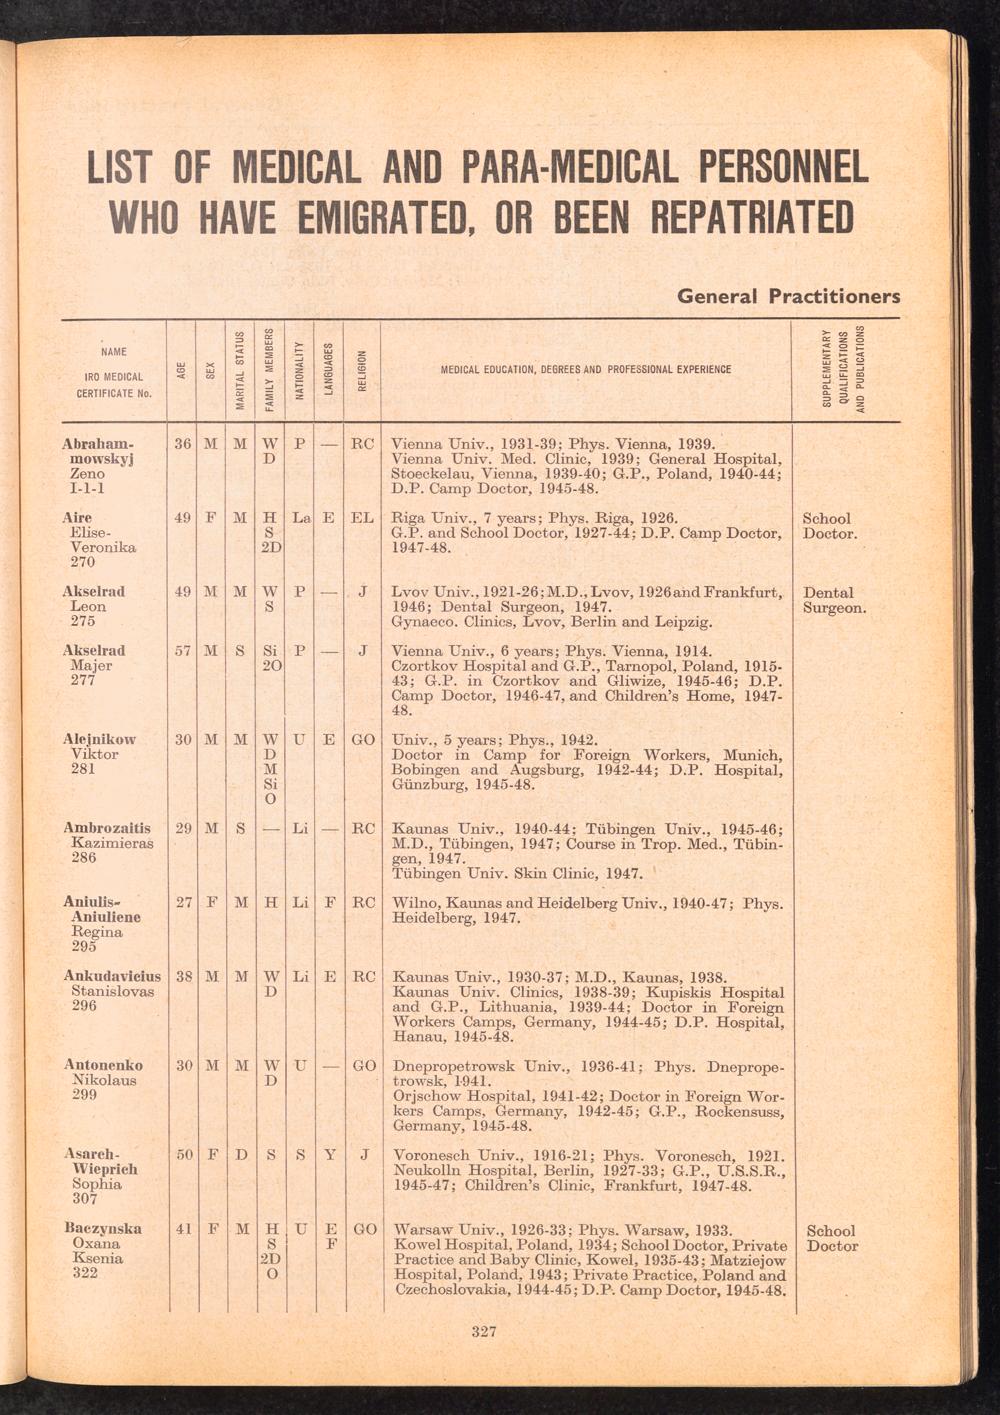 LIST OF MEDICAL AND PARA-MEDICAL PERSONNEL
WHO HAVE EMIGRATED, OR BEEN REPATRIATED
General Practitioners
NAME
IRO MEDICAL
CERTIFICATE No.
AGE
SEX
MARITAL STATUS
FAMILY MEMBERS
NATIONALITY
LANGUAGES
RELIGION
MEDICAL EDUCATION, DEGREES AND PROFESSIONAL EXPERIENCE
SUPPLEMENTARY
QUALIFICATIONS
AND PUBLICATIONS
Abraham- 36 M M W P — RC Vienna Univ., 1931-39; Phys. Vienna, 1939.
mowskyj D Vienna Univ. Med. Clinic, 1939; General Hospital,
Zeno Stoeckelau, Vienna, 1939-40; G.P., Poland, 1940-44;
I-1-1 D.P. Camp Doctor, 1945-48.
Aire 49 F M H La E EL Riga Univ., 7 years; Phys. Riga, 1926. School
Elise- S G.P. and School Doctor, 1927-44; D.P. Camp Doctor, Doctor.
Veronika 2D 1947-48.
270
Akselrad 49 M M W P — J Lvov Univ., 1921-26; M.D., Lvov, 1926 and Frankfurt, Dental
Leon S 1946; Dental Surgeon, 1947. Surgeon.
275 Gynaeco. Clinics, Lvov, Berlin and Leipzig.
Akselrad 57 M S Si P — J Vienna Univ., 6 years; Phys. Vienna, 1914.
Majer 2O Czortkov Hospital and G.P., Tarnopol, Poland, 1915-
277 43; G.P. in Czortkov and Gliwize, 1945-46; D.P.
Camp Doctor, 1946-47, and Children's Home, 1947-
48.
Alejnikow 30 M M W U E GO Univ., 5 years; Phys., 1942.
Viktor D Doctor in Camp for Foreign Workers, Munich,
281 M Bobingen and Augsburg, 1942-44; D.P. Hospital,
Si Günzburg, 1945-48.
O
Ambrozaitis 29 M S — Li — RC Kaunas Univ., 1940-44; Tübingen Univ., 1945-46;
Kazimieras M.D., Tübingen, 1947; Course in Trop. Med., Tübin-
286 gen, 1947.
Tübingen Univ. Skin Clinic, 1947.
Aniulis- 27 F M H Li F RC Wilno, Kaunas and Heidelberg Univ., 1940-47; Phys.
Aniuliene Heidelberg, 1947.
Regina
295
Ankudavicius 38 M M W Li E RC Kaunas Univ., 1930-37; M.D., Kaunas, 1938.
Stanislovas D Kaunas Univ. Clinics, 1938-39; Kupiskis Hospital
296 and G.P., Lithuania, 1939-44; Doctor in Foreign
Workers Camps, Germany, 1944-45; D.P. Hospital,
Hanau, 1945-48.
Antonenko 30 M M W U — GO Dnepropetrowsk Univ., 1936-41; Phys. Dneprope-
Nikolaus D trowsk, 1941.
299 Orjschow Hospital, 1941-42; Doctor in Foreign Wor-
kers Camps, Germany, 1942-45; G.P., Rockensuss,
Germany, 1945-48.
Asarch- 50 F D S S Y J Voronesch Univ., 1916-21; Phys. Voronesch, 1921.
Wieprich Neukolln Hospital, Berlin, 1927-33; G.P., U.S.S.R.,
Sophia 1945-47; Children's Clinic, Frankfurt, 1947-48.
307
Baczynska 41 F M H U E GO Warsaw Univ., 1926-33; Phys. Warsaw, 1933. School
Oxana S F Kowel Hospital, Poland, 1934; School Doctor, Private Doctor
Ksenia 2D Practice and Baby Clinic, Kowel, 1935-43; Matziejow
322 O Hospital, Poland, 1943; Private Practice, Poland and
Czechoslovakia, 1944-45; D.P. Camp Doctor, 1945-48.
327